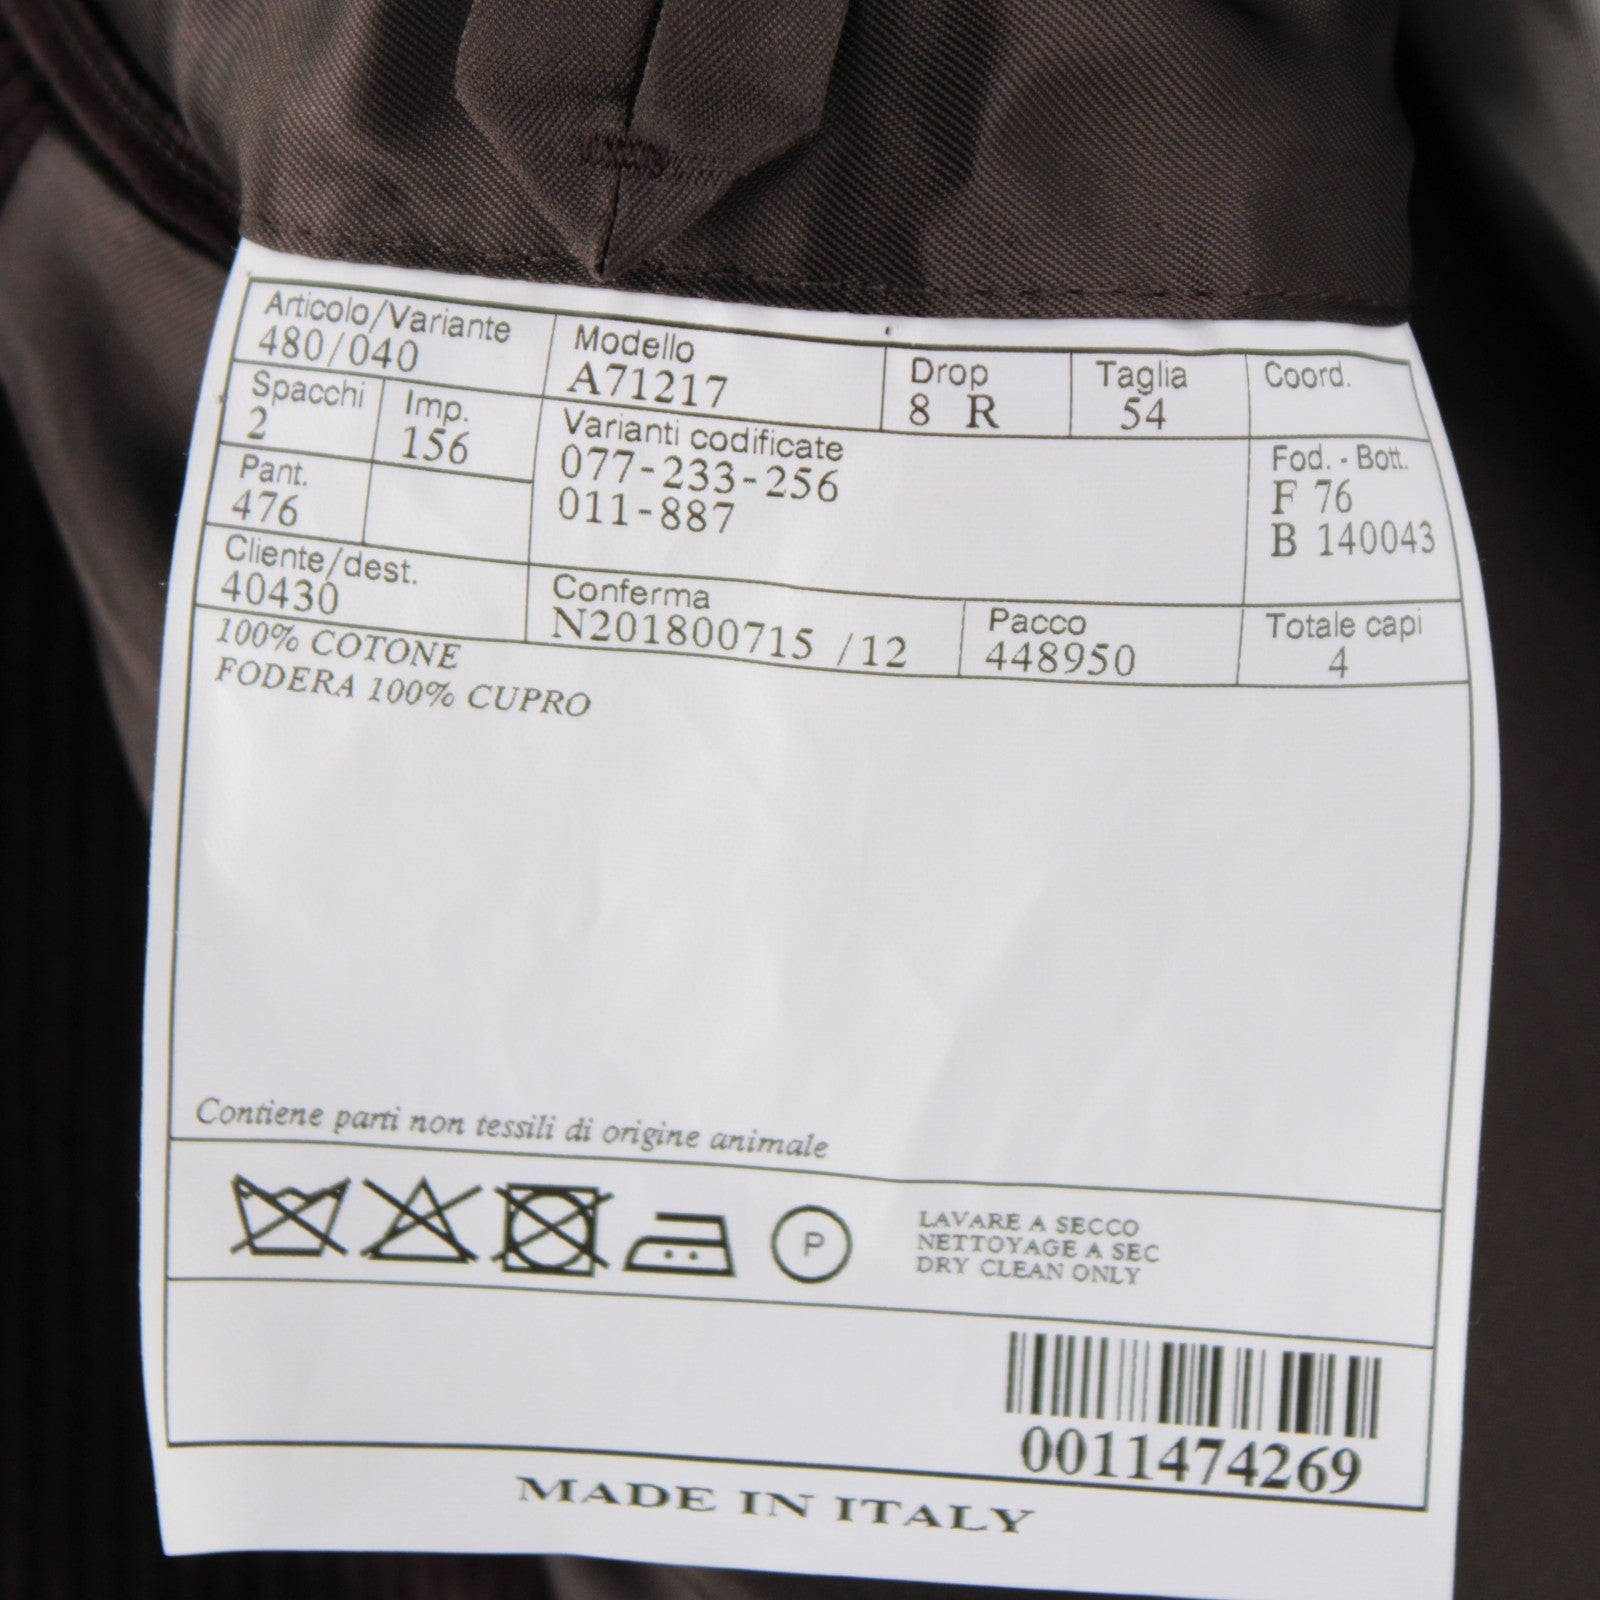 Articolo/Variante
480/040
Modello
A71217
Drop
8 R
Taglia
54
Coord.
Spacchi
2
Imp.
156
Varianti codificate
077-233-256
011-887
Fod. - Bott.
F 76
B 140043
Pant.
476
Cliente/dest.
40430
Conferma
N201800715 /12
Pacco
448950
Totale capi
4
100% COTONE
FODERA 100% CUPRO
Contiene parti non tessili di origine animale
P
LAVARE A SECCO
NETTOYAGE A SEC
DRY CLEAN ONLY
0011474269
MADE IN ITALY